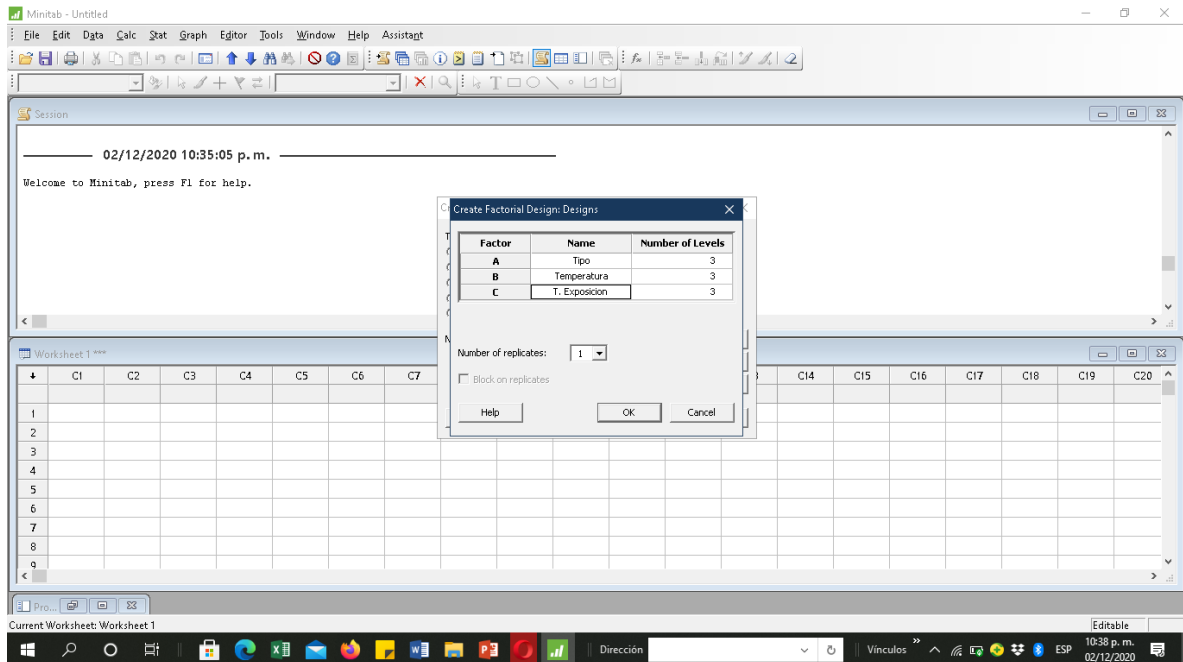 Minitab - Untitled
File Edit Data Calc Stat Graph Editor Tools Window Help Assistant
Session
02/12/2020 10:35:05 p. m.
Welcome to Minitab, press F1 for help.
Create Factorial Design: Designs
Factor Name Number of Levels
A Tipo 3
B Temperatura 3
C T. Exposicion 3
Number of replicates: 1
Block on replicates
Help OK Cancel
Worksheet 1 ***
C1 C2 C3 C4 C5 C6 C7 C14 C15 C16 C17 C18 C19 C20
1
2
3
4
5
6
7
8
9
Pro...
Current Worksheet: Worksheet 1
Editable
Dirección
Vínculos
ESP
10:38 p. m.
02/12/2020